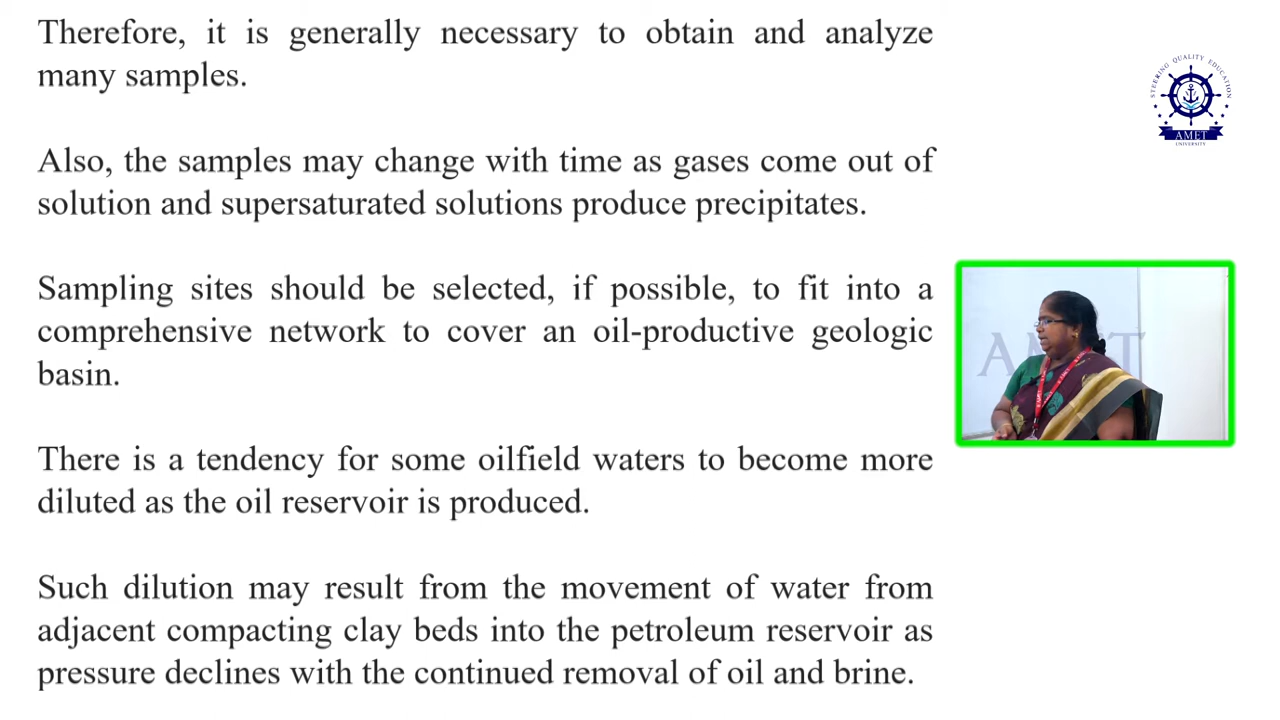 Therefore, it is generally necessary to obtain and analyze
many samples.
Also, the samples may change with time as gases come out of
solution and supersaturated solutions produce precipitates.
Sampling sites should be selected, if possible, to fit into a
comprehensive network to cover an oil-productive geologic
basin.
There is a tendency for some oilfield waters to become more
diluted as the oil reservoir is produced.
Such dilution may result from the movement of water from
adjacent compacting clay beds into the petroleum reservoir as
pressure declines with the continued removal of oil and brine.
STEERING QUALITY EDUCATION
AMET
UNIVERSITY